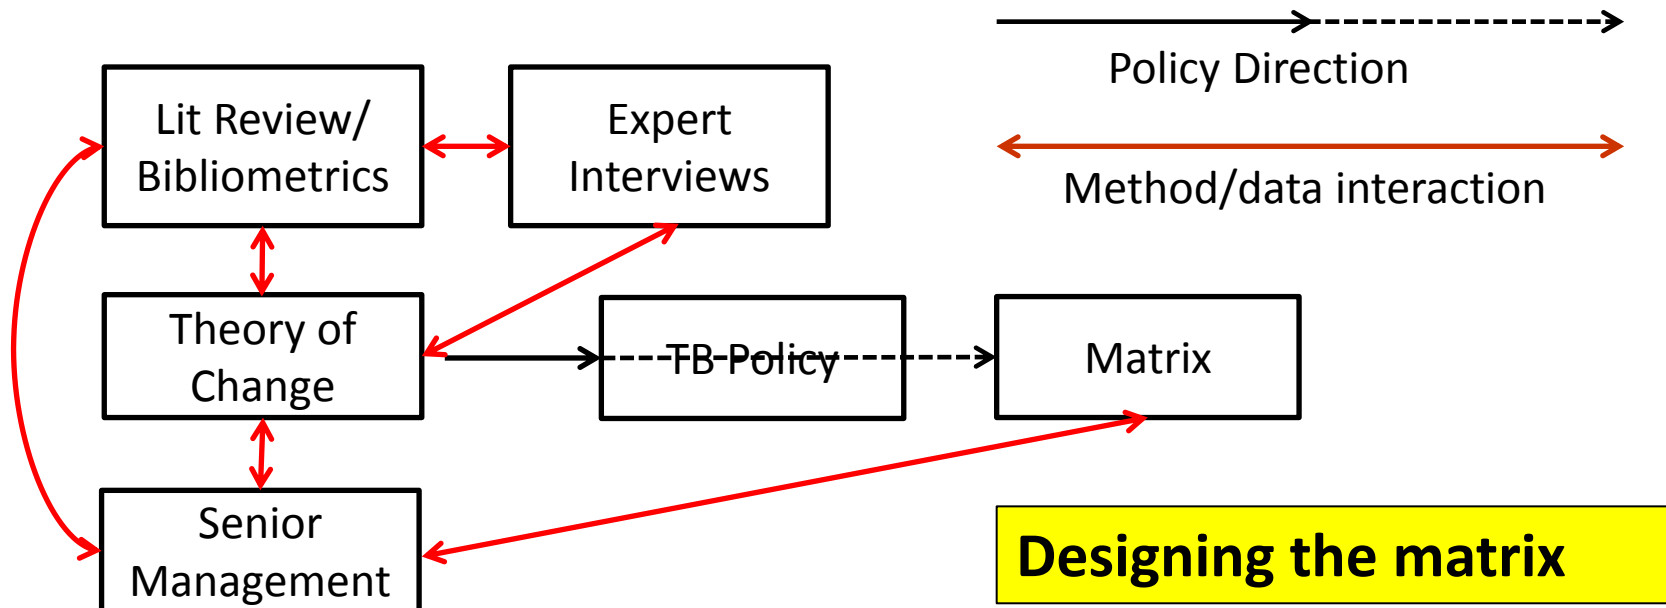 Policy Direction
Lit Review/
Bibliometrics
Expert
Interviews
Method/data interaction
Theory of
Change
TB Policy
Matrix
Senior
Management
Designing the matrix